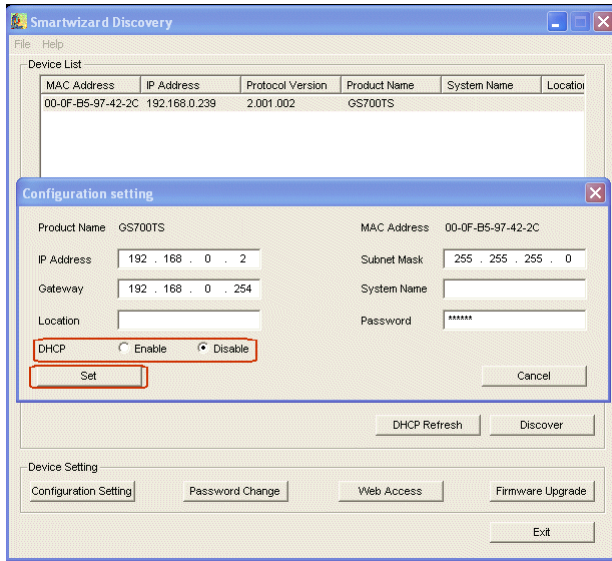 Smartwizard Discovery
File Help
Device List
MAC Address IP Address Protocol Version Product Name System Name Location
00-0F-B5-97-42-2C 192.168.0.239 2.001.002 GS700TS
Configuration setting
Product Name GS700TS MAC Address 00-0F-B5-97-42-2C
IP Address 192 . 168 . 0 . 2 Subnet Mask 255 . 255 . 255 . 0
Gateway 192 . 168 . 0 . 254 System Name
Location Password ******
DHCP Enable Disable
Set Cancel
DHCP Refresh Discover
Device Setting
Configuration Setting Password Change Web Access Firmware Upgrade
Exit